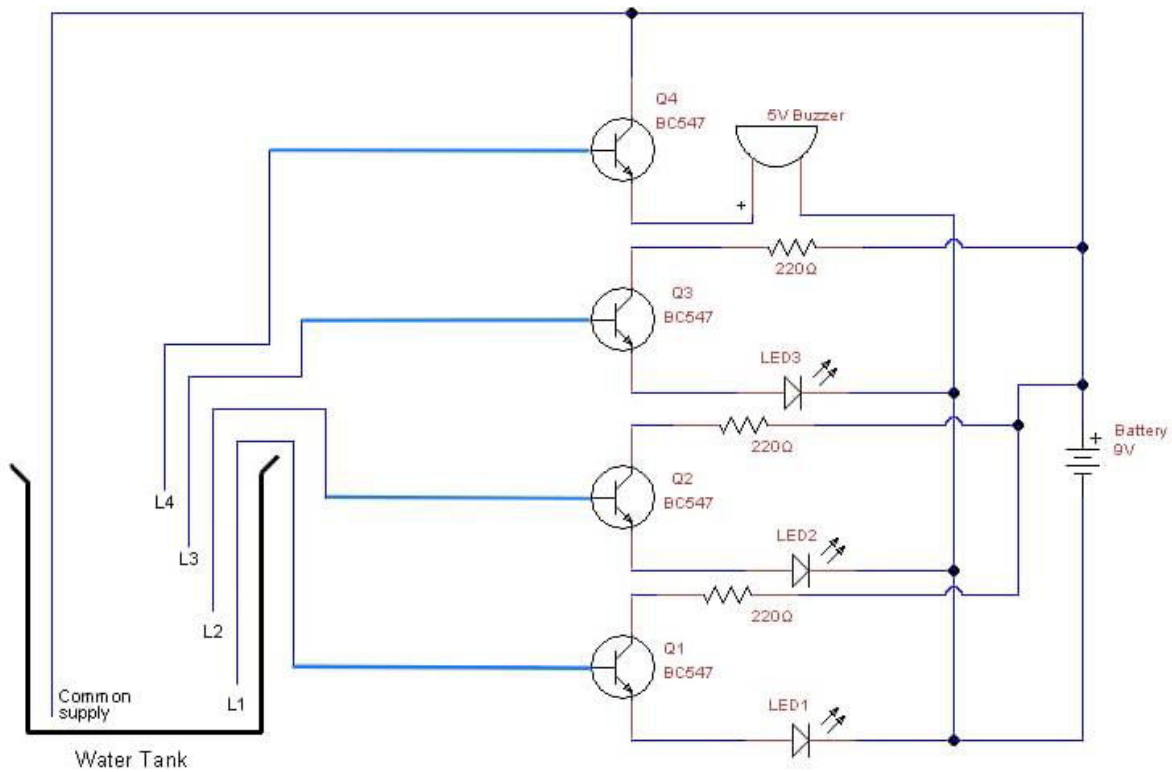 Q4
BC547
5V Buzzer
+
220Ω
Q3
BC547
LED3
220Ω
+ Battery
9V
L4
Q2
BC547
L3
LED2
220Ω
L2
Q1
BC547
Common
supply
L1
LED1
Water Tank